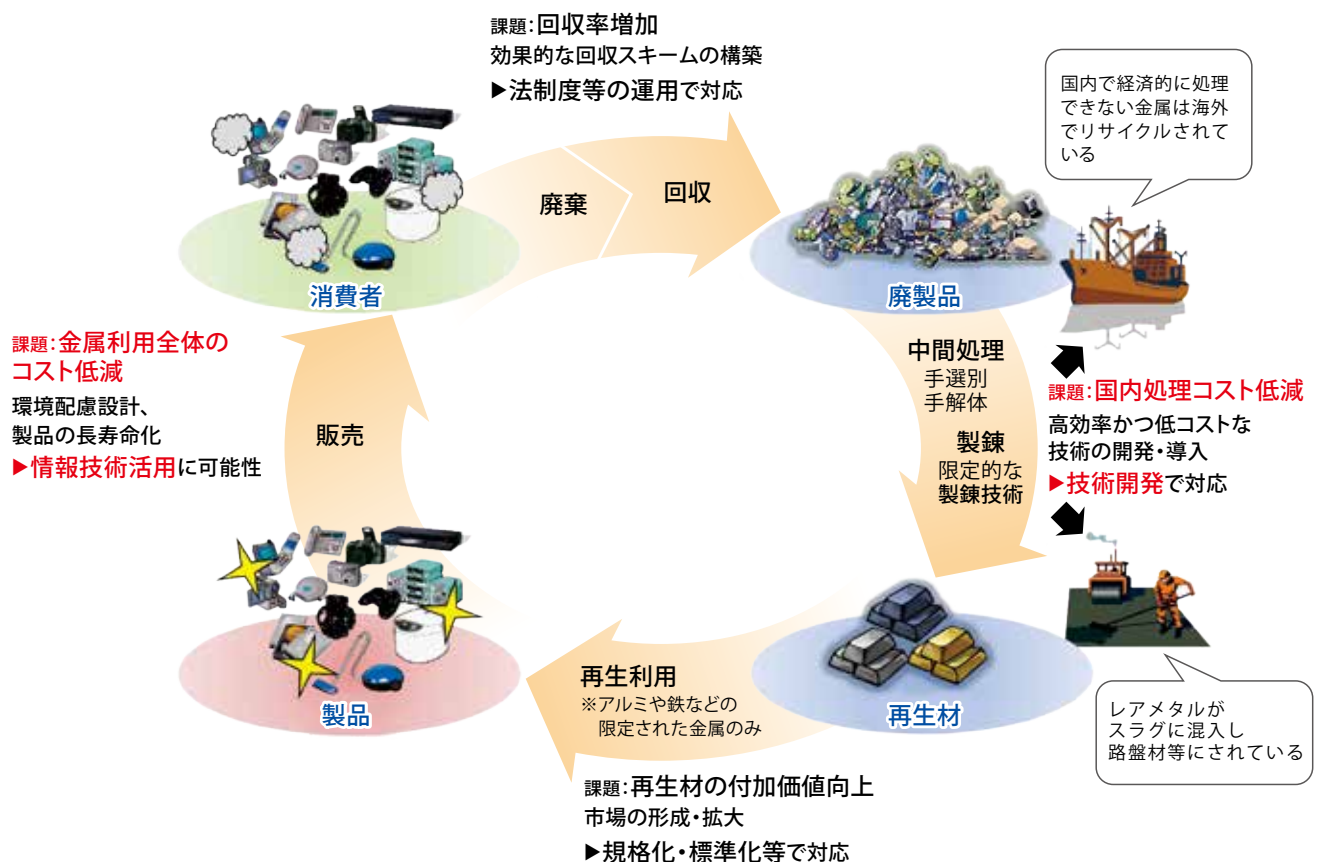 課題:回収率増加
効果的な回収スキームの構築
▶法制度等の運用で対応
国内で経済的に処理
できない金属は海外
でリサイクルされて
いる
廃棄
回収
消費者
廃製品
課題:金属利用全体の
コスト低減
環境配慮設計、
製品の長寿命化
▶情報技術活用に可能性
販売
中間処理
手選別
手解体
製錬
限定的な
製錬技術
課題:国内処理コスト低減
高効率かつ低コストな
技術の開発・導入
▶技術開発で対応
再生利用
※アルミや鉄などの
限定された金属のみ
製品
再生材
レアメタルが
スラグに混入し
路盤材等にされている
課題:再生材の付加価値向上
市場の形成・拡大
▶規格化・標準化等で対応